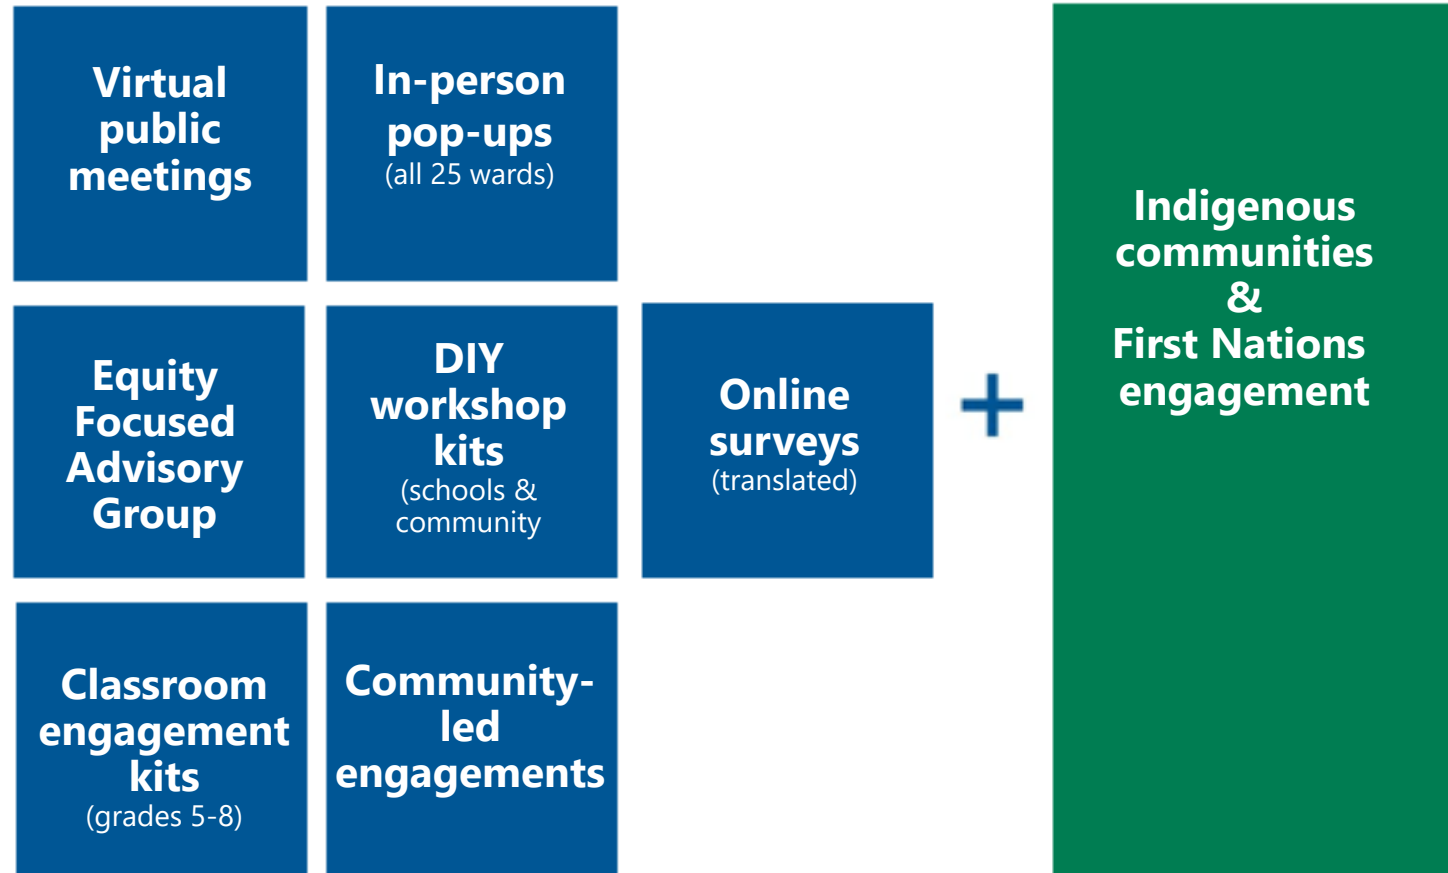 Virtual
public
meetings
In-person
pop-ups
(all 25 wards)
Equity
Focused
Advisory
Group
DIY
workshop
kits
(schools &
community
Online
surveys
(translated)
Classroom
engagement
kits
(grades 5-8)
Community-
led
engagements
+
Indigenous
communities
&
First Nations
engagement